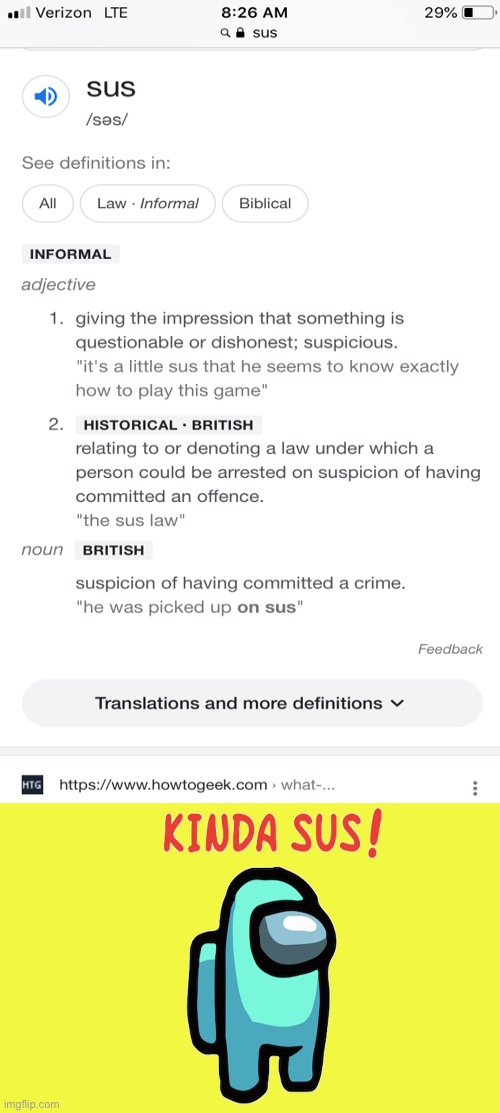 Verizon LTE 8:26 AM 29%
sus
sus
/səs/
See definitions in:
All Law · Informal Biblical
INFORMAL
adjective
1. giving the impression that something is
questionable or dishonest; suspicious.
"it's a little sus that he seems to know exactly
how to play this game"
2. HISTORICAL · BRITISH
relating to or denoting a law under which a
person could be arrested on suspicion of having
committed an offence.
"the sus law"
noun BRITISH
suspicion of having committed a crime.
"he was picked up on sus"
Feedback
Translations and more definitions
HTG https://www.howtogeek.com › what-...
KINDA SUS!
imgflip.com